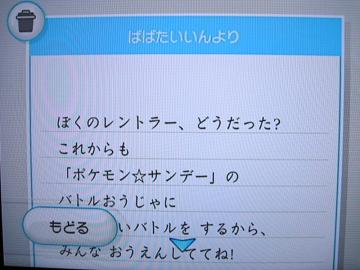 ばばたいいんより
ぼくのレントラー、どうだった?
これからも
「ポケモン☆サンデー」の
バトルおうじゃに
いバトルを するから、
みんな おうえんしててね!
もどる